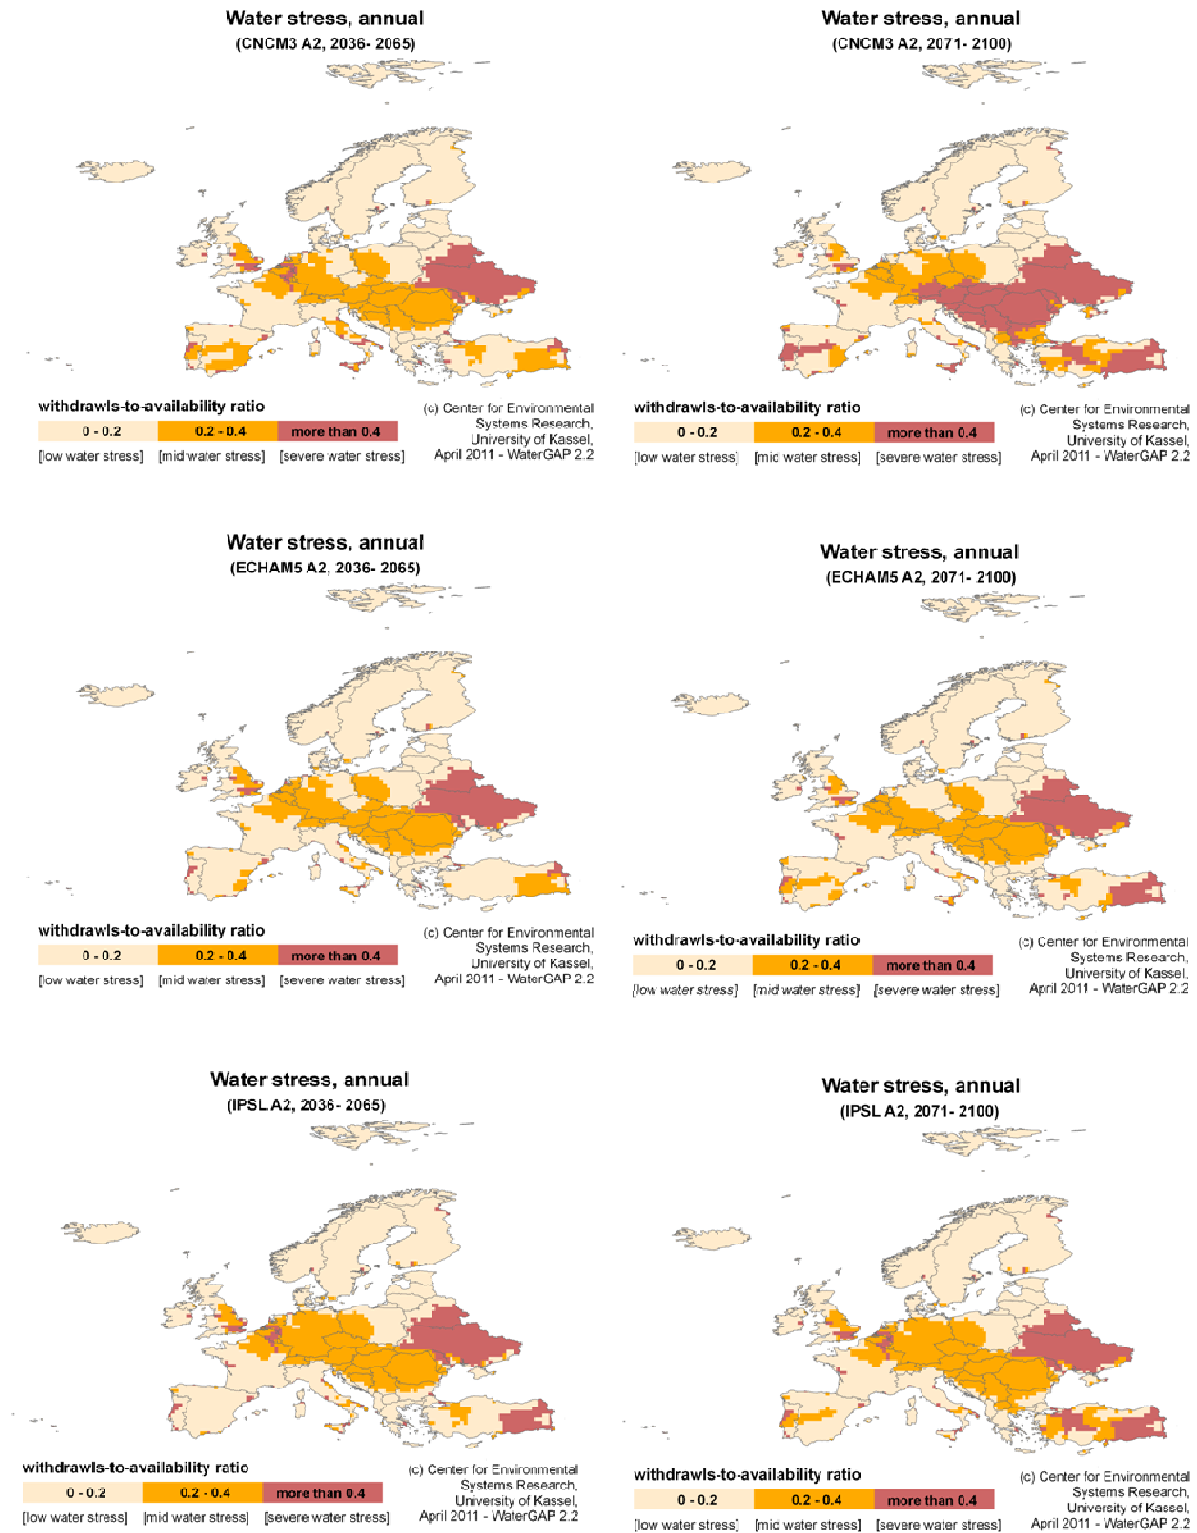 Water stress, annual
(CNCM3 A2, 2036- 2065)
withdrawls-to-availability ratio
0 - 0.2
0.2 - 0.4
more than 0.4
[low water stress]
[mid water stress]
[severe water stress]
(c) Center for Environmental
Systems Research,
University of Kassel,
April 2011 - WaterGAP 2.2
Water stress, annual
(CNCM3 A2, 2071- 2100)
withdrawls-to-availability ratio
0 - 0.2
0.2 - 0.4
more than 0.4
[low water stress]
[mid water stress]
[severe water stress]
(c) Center for Environmental
Systems Research,
University of Kassel,
April 2011 - WaterGAP 2.2
Water stress, annual
(ECHAM5 A2, 2036- 2065)
withdrawls-to-availability ratio
0 - 0.2
0.2 - 0.4
more than 0.4
[low water stress]
[mid water stress]
[severe water stress]
(c) Center for Environmental
Systems Research,
University of Kassel,
April 2011 - WaterGAP 2.2
Water stress, annual
(ECHAM5 A2, 2071- 2100)
withdrawls-to-availability ratio
0 - 0.2
0.2 - 0.4
more than 0.4
[low water stress]
[mid water stress]
[severe water stress]
(c) Center for Environmental
Systems Research,
University of Kassel,
April 2011 - WaterGAP 2.2
Water stress, annual
(IPSL A2, 2036- 2065)
withdrawls-to-availability ratio
0 - 0.2
0.2 - 0.4
more than 0.4
[low water stress]
[mid water stress]
[severe water stress]
(c) Center for Environmental
Systems Research,
University of Kassel,
April 2011 - WaterGAP 2.2
Water stress, annual
(IPSL A2, 2071- 2100)
withdrawls-to-availability ratio
0 - 0.2
0.2 - 0.4
more than 0.4
[low water stress]
[mid water stress]
[severe water stress]
(c) Center for Environmental
Systems Research,
University of Kassel,
April 2011 - WaterGAP 2.2